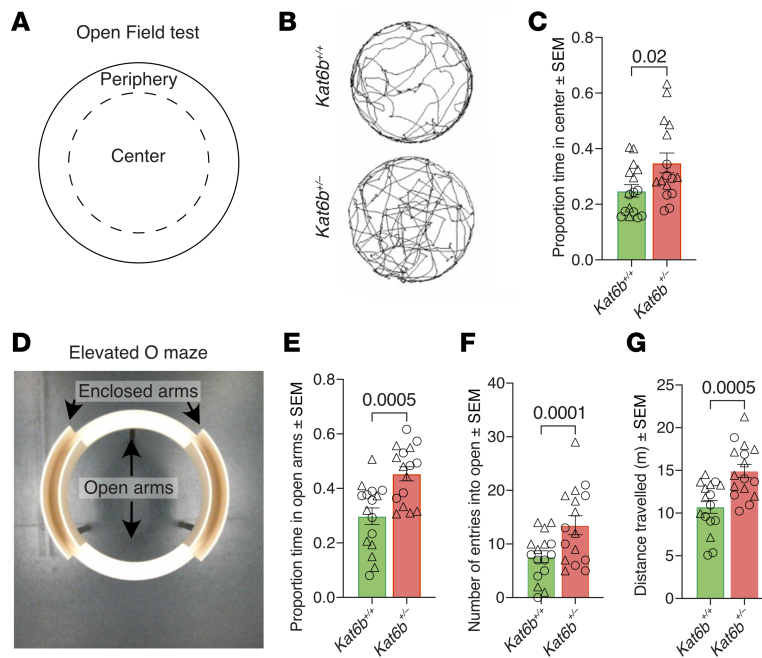 A
Open Field test
Periphery
Center
B
Kat6b+/+
Kat6b+/–
C
Proportion time in center ± SEM
0.8
0.6
0.4
0.2
0.0
0.02
Kat6b+/+
Kat6b+/–
D
Elevated O maze
Enclosed arms
Open arms
E
Proportion time in open arms ± SEM
0.8
0.6
0.4
0.2
0.0
0.0005
Kat6b+/+
Kat6b+/–
F
Number of entries into open ± SEM
40
30
20
10
0
0.0001
Kat6b+/+
Kat6b+/–
G
Distance travelled (m) ± SEM
25
20
15
10
5
0
0.0005
Kat6b+/+
Kat6b+/–